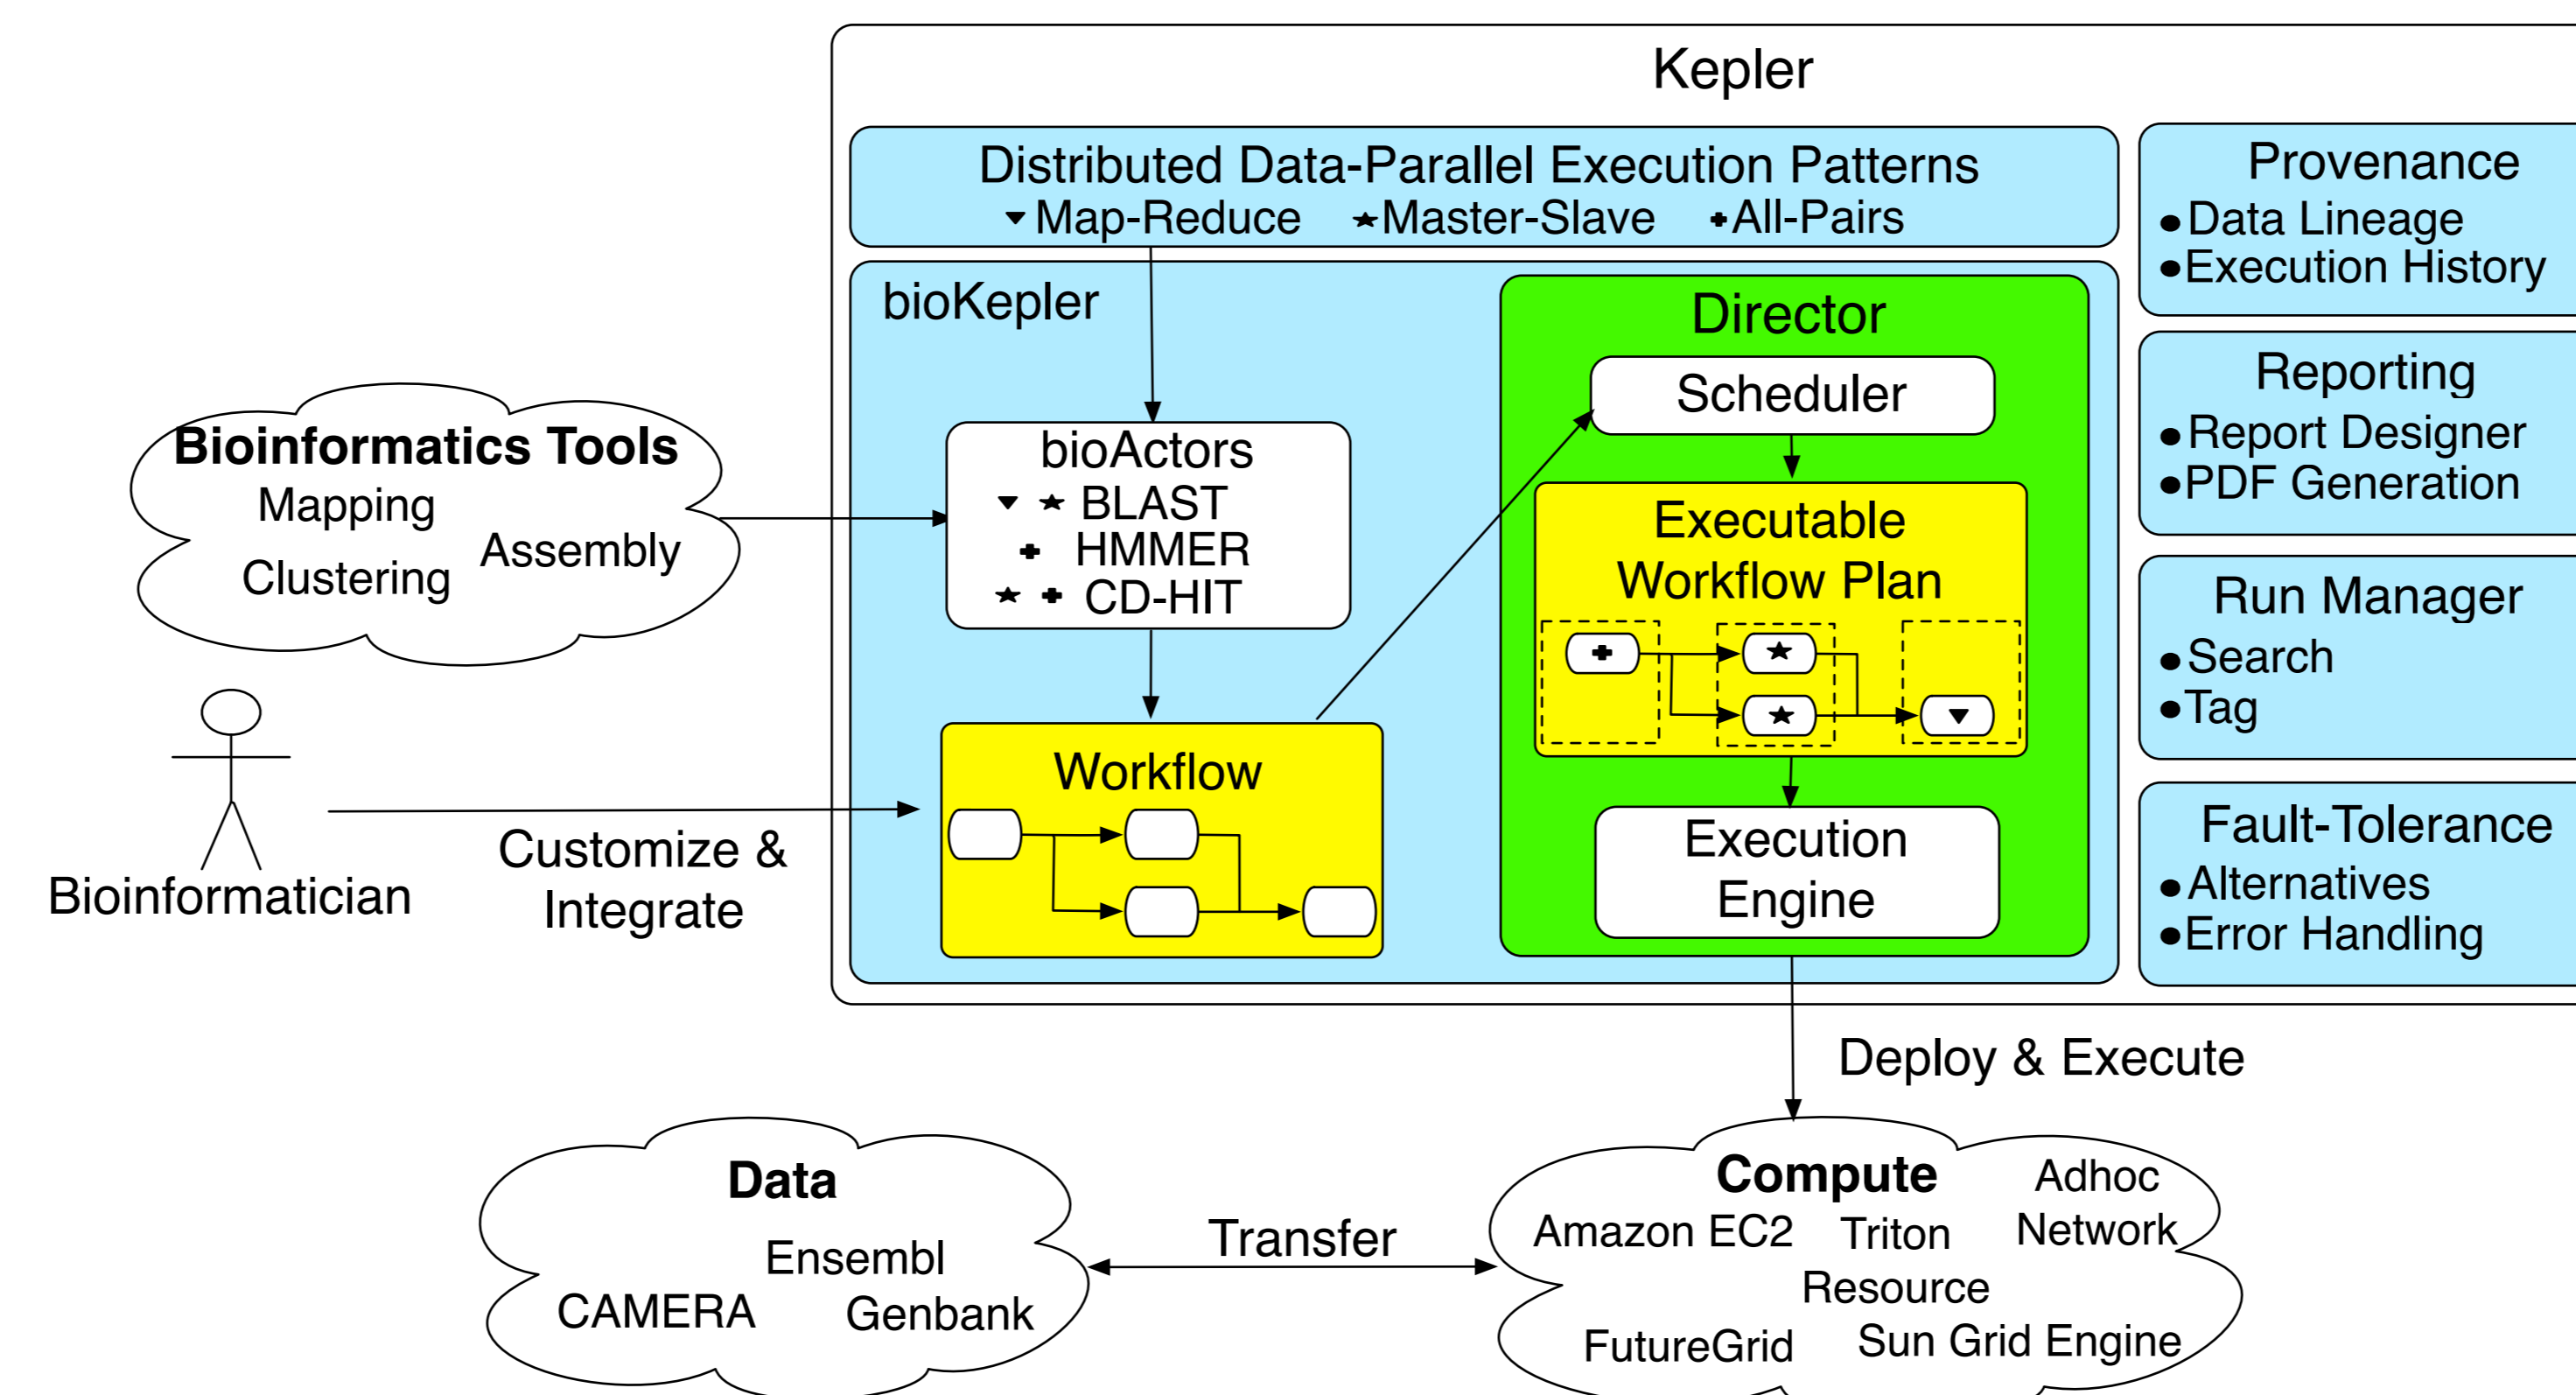 Kepler
Distributed Data-Parallel Execution Patterns
▼ Map-Reduce ★ Master-Slave ✚ All-Pairs
bioKepler
bioActors
▼ ★ BLAST
✚ HMMER
★ ✚ CD-HIT
Workflow
Director
Scheduler
Executable
Workflow Plan
Execution
Engine
Provenance
● Data Lineage
● Execution History
Reporting
● Report Designer
● PDF Generation
Run Manager
● Search
● Tag
Fault-Tolerance
● Alternatives
● Error Handling
Bioinformatics Tools
Mapping
Assembly
Clustering
Bioinformatician
Customize &
Integrate
Deploy & Execute
Data
Ensembl
CAMERA
Genbank
Transfer
Compute
Amazon EC2
Triton
Resource
Adhoc
Network
FutureGrid
Sun Grid Engine